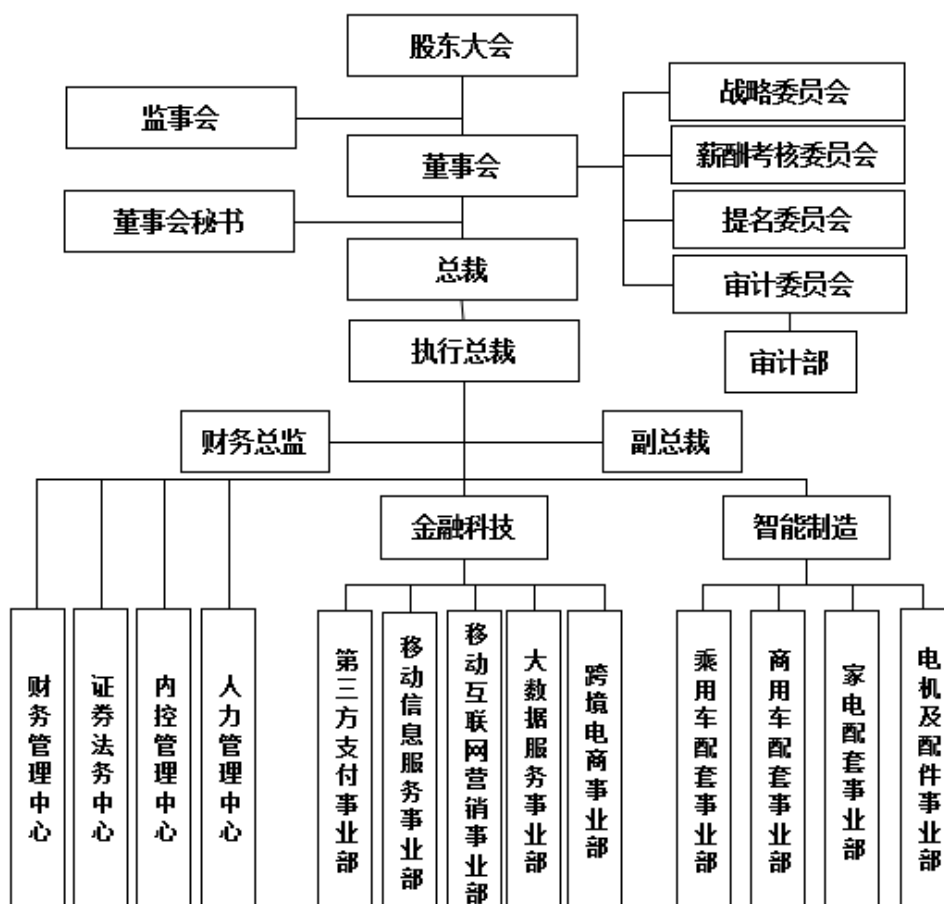 股东大会
战略委员会
监事会
薪酬考核委员会
董事会
提名委员会
董事会秘书
总裁
审计委员会
执行总裁
审计部
财务总监
副总裁
金融科技
智能制造
财务管理中心
证券法务中心
内控管理中心
人力管理中心
第三方支付事业部
移动信息服务事业部
移动互联网营销事业部
大数据服务事业部
跨境电商事业部
乘用车配套事业部
商用车配套事业部
家电配套事业部
电机及配件事业部